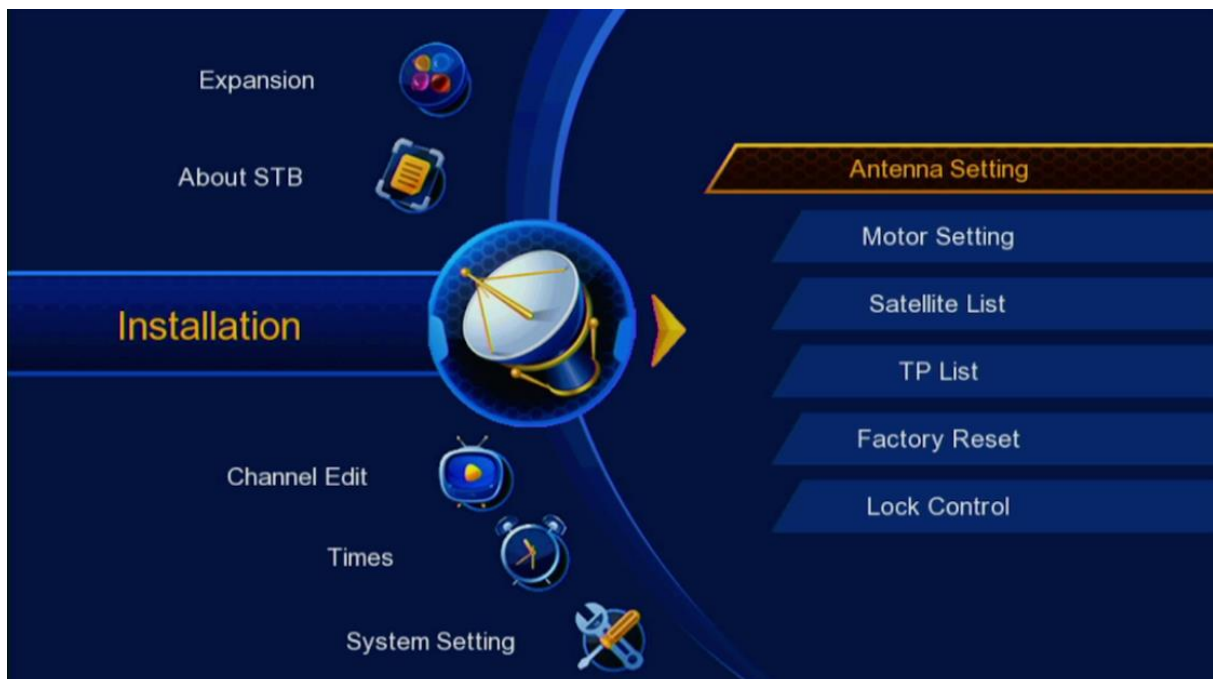 Expansion
About STB
Installation
Channel Edit
Times
System Setting
Antenna Setting
Motor Setting
Satellite List
TP List
Factory Reset
Lock Control